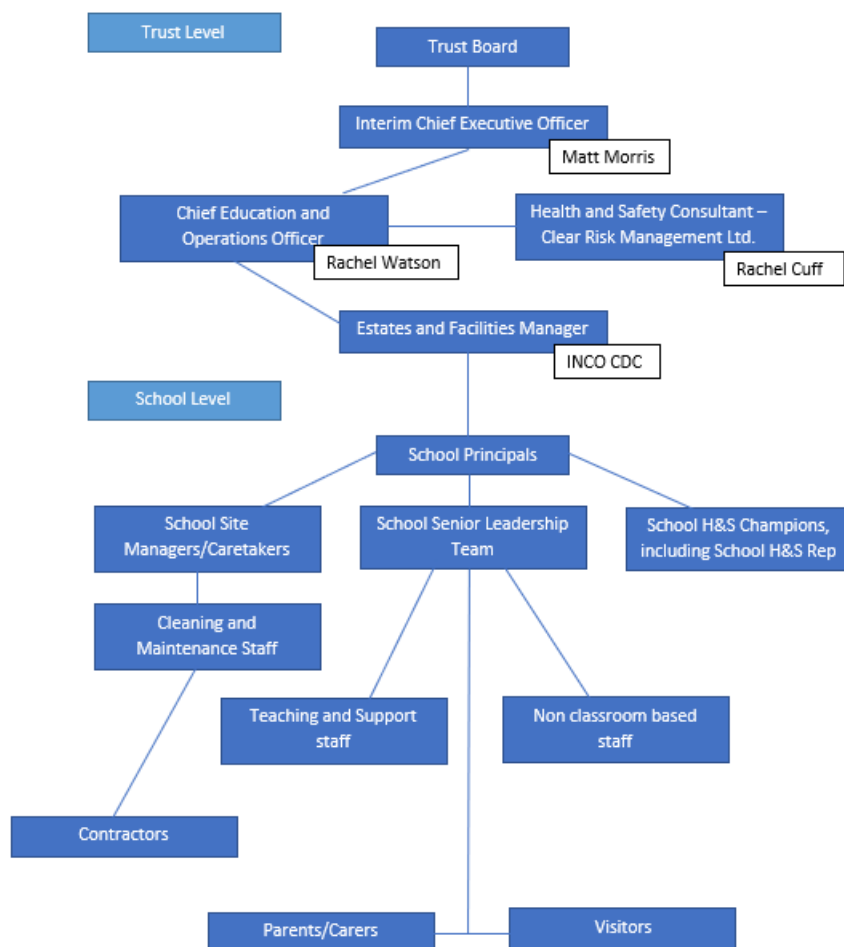 Trust Level
Trust Board
Interim Chief Executive Officer
Matt Morris
Chief Education and
Operations Officer
Rachel Watson
Health and Safety Consultant –
Clear Risk Management Ltd.
Rachel Cuff
Estates and Facilities Manager
INCO CDC
School Level
School Principals
School Site
Managers/Caretakers
School Senior Leadership
Team
School H&S Champions,
including School H&S Rep
Cleaning and
Maintenance Staff
Teaching and Support
staff
Non classroom based
staff
Contractors
Parents/Carers
Visitors